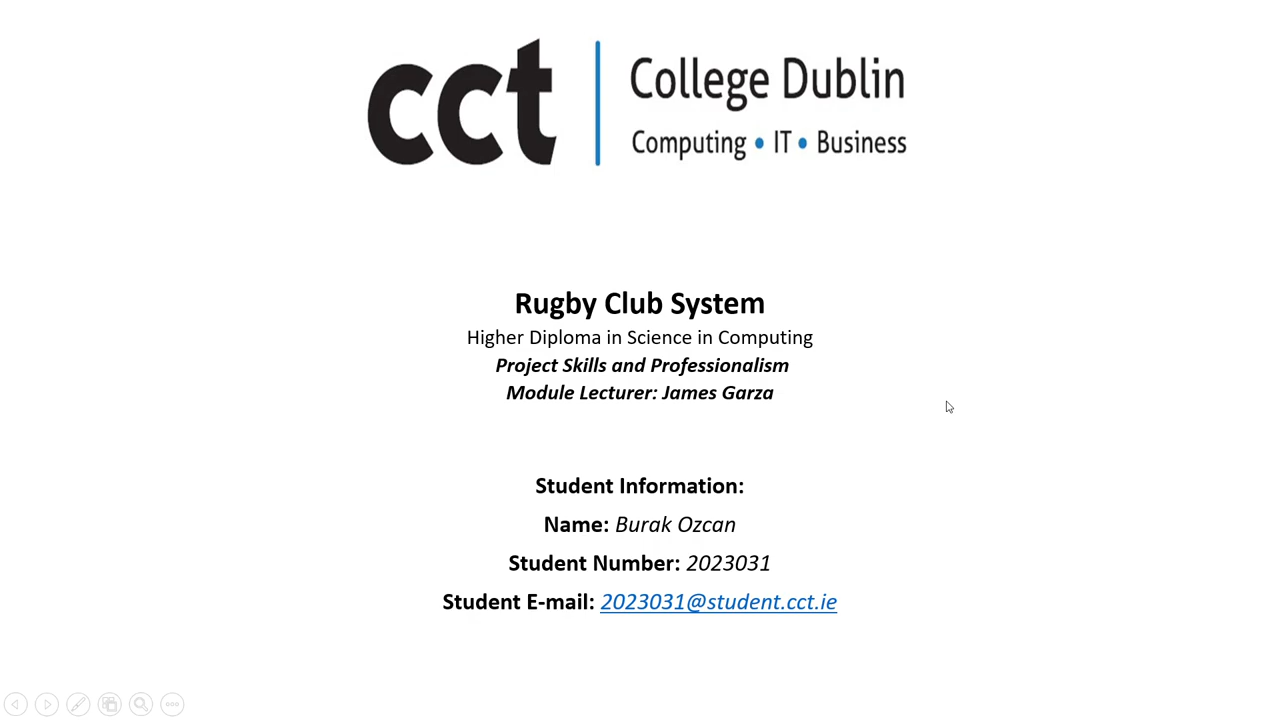 cct
College Dublin
Computing • IT • Business
Rugby Club System
Higher Diploma in Science in Computing
Project Skills and Professionalism
Module Lecturer: James Garza
Student Information:
Name: Burak Ozcan
Student Number: 2023031
Student E-mail: 2023031@student.cct.ie